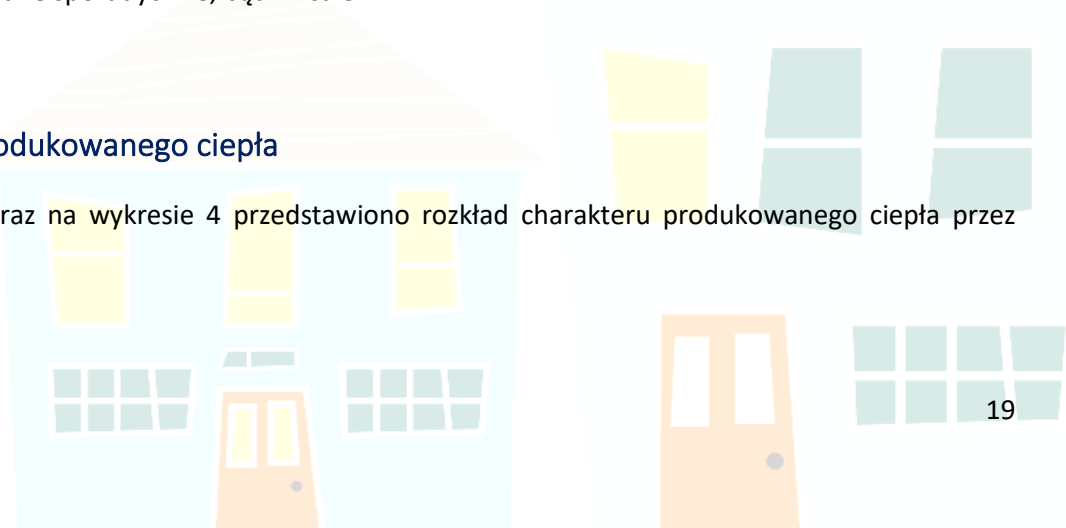 odukowanego ciepła
raz na wykresie 4 przedstawiono rozkład charakteru produkowanego ciepła przez
19